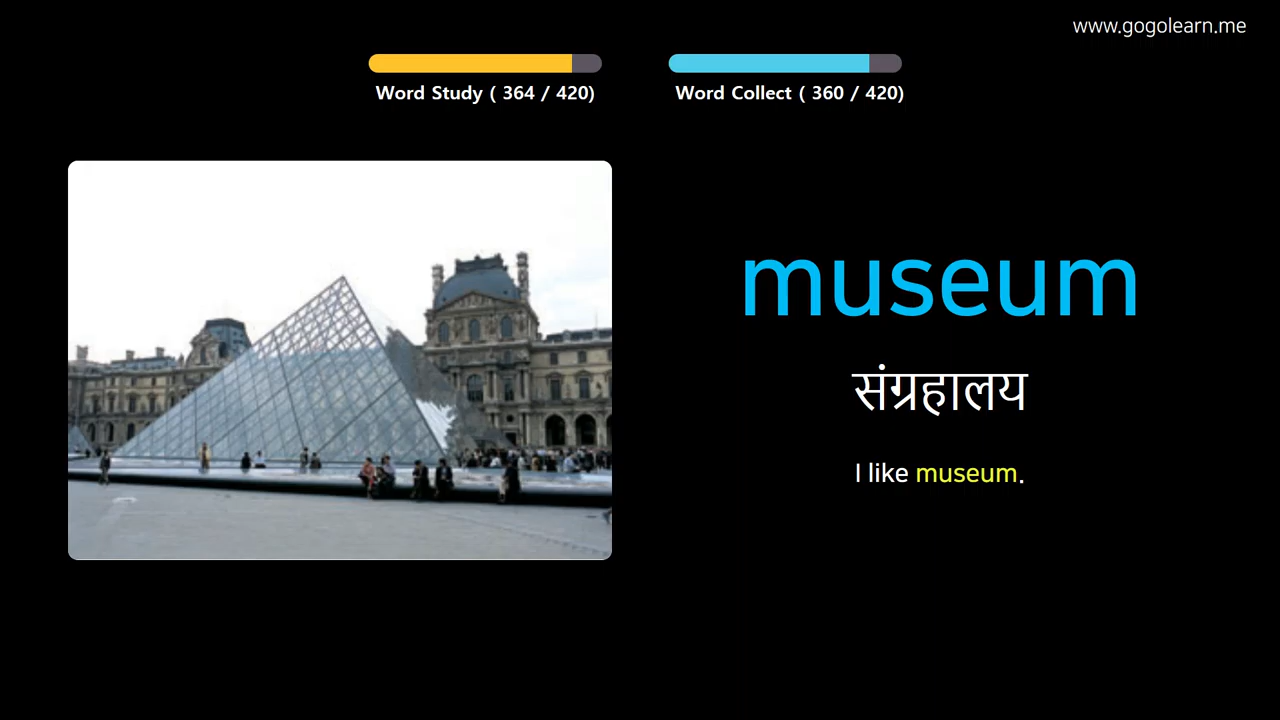 www.gogolearn.me
Word Study ( 364 / 420)
Word Collect ( 360 / 420)
museum
संग्रहालय
I like museum.